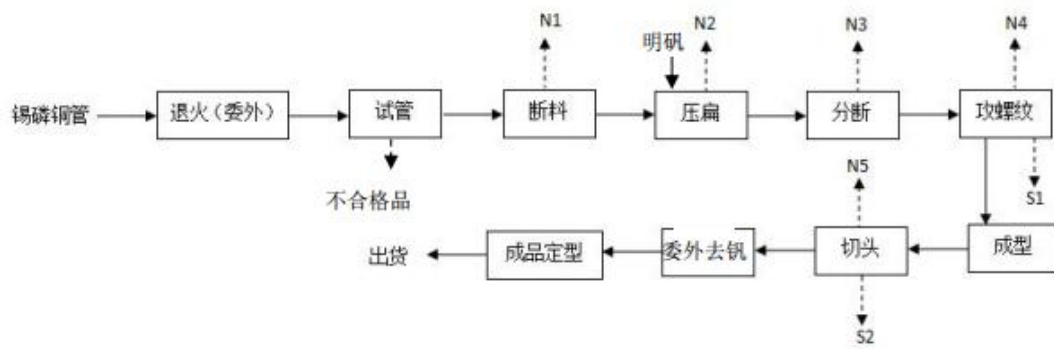 N1
N2
N3
N4
明矾
锡磷铜管
退火(委外)
试管
断料
压扁
分断
攻螺纹
不合格品
N5
S1
出货
成品定型
委外去钒
切头
成型
S2